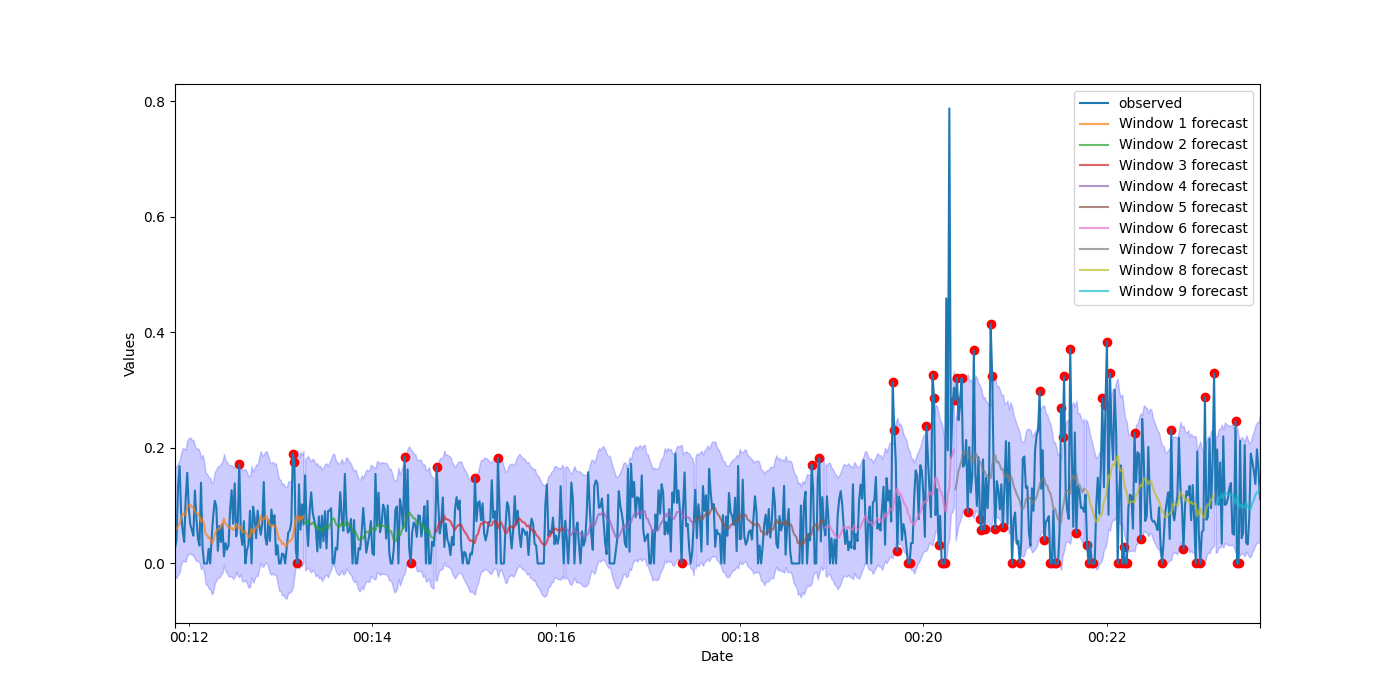 observed
Window 1 forecast
Window 2 forecast
Window 3 forecast
Window 4 forecast
Window 5 forecast
Window 6 forecast
Window 7 forecast
Window 8 forecast
Window 9 forecast
0.8
0.6
0.4
0.2
0.0
Values
00:12 00:14 00:16 00:18 00:20 00:22
Date